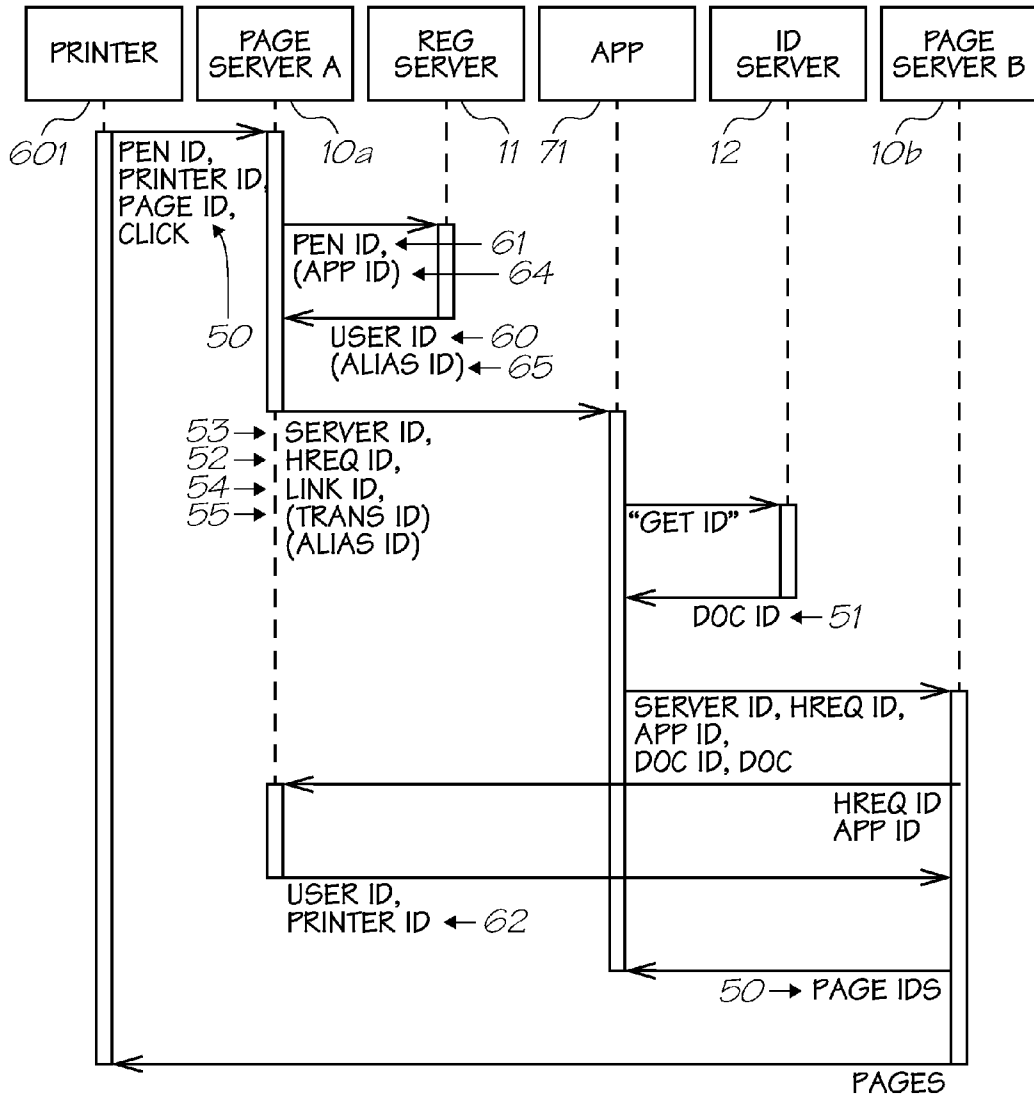 PRINTER
PAGE
SERVER A
REG
SERVER
APP
ID
SERVER
PAGE
SERVER B
601
10a
11
71
12
10b
PEN ID,
PRINTER ID,
PAGE ID,
CLICK
50
PEN ID,
61
(APP ID)
64
USER ID
60
(ALIAS ID)
65
53
SERVER ID,
52
HREQ ID,
54
LINK ID,
55
(TRANS ID)
(ALIAS ID)
“GET ID”
DOC ID
51
SERVER ID, HREQ ID,
APP ID,
DOC ID, DOC
HREQ ID
APP ID
USER ID,
PRINTER ID
62
50
PAGE IDS
PAGES